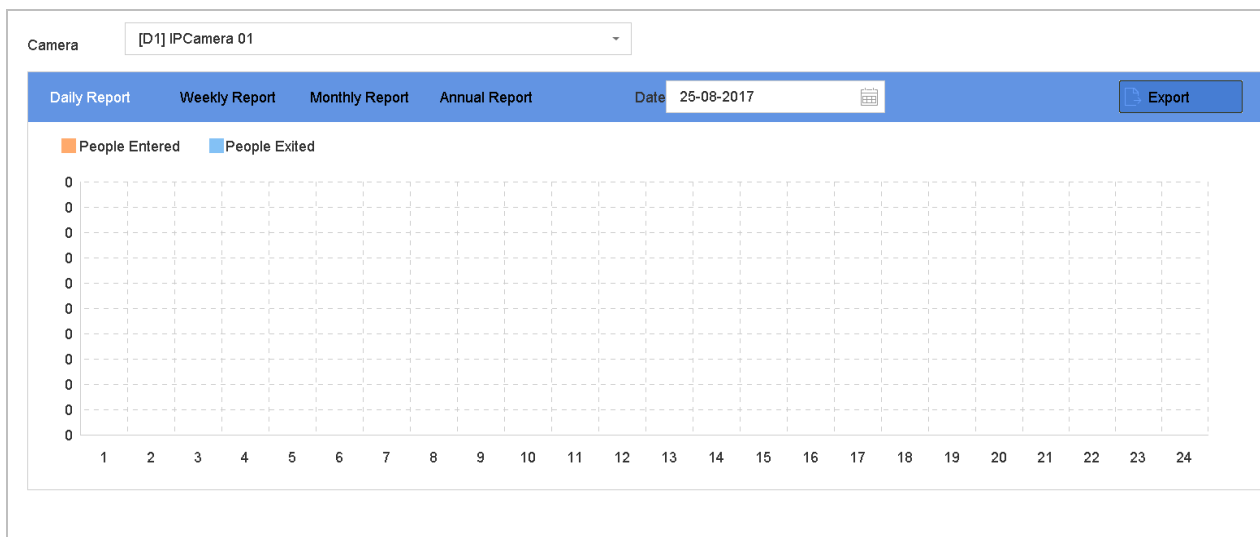 Camera [D1] IPCamera 01
Daily Report Weekly Report Monthly Report Annual Report Date 25-08-2017 Export
People Entered People Exited
0
0
0
0
0
0
0
0
0
0
0
1 2 3 4 5 6 7 8 9 10 11 12 13 14 15 16 17 18 19 20 21 22 23 24